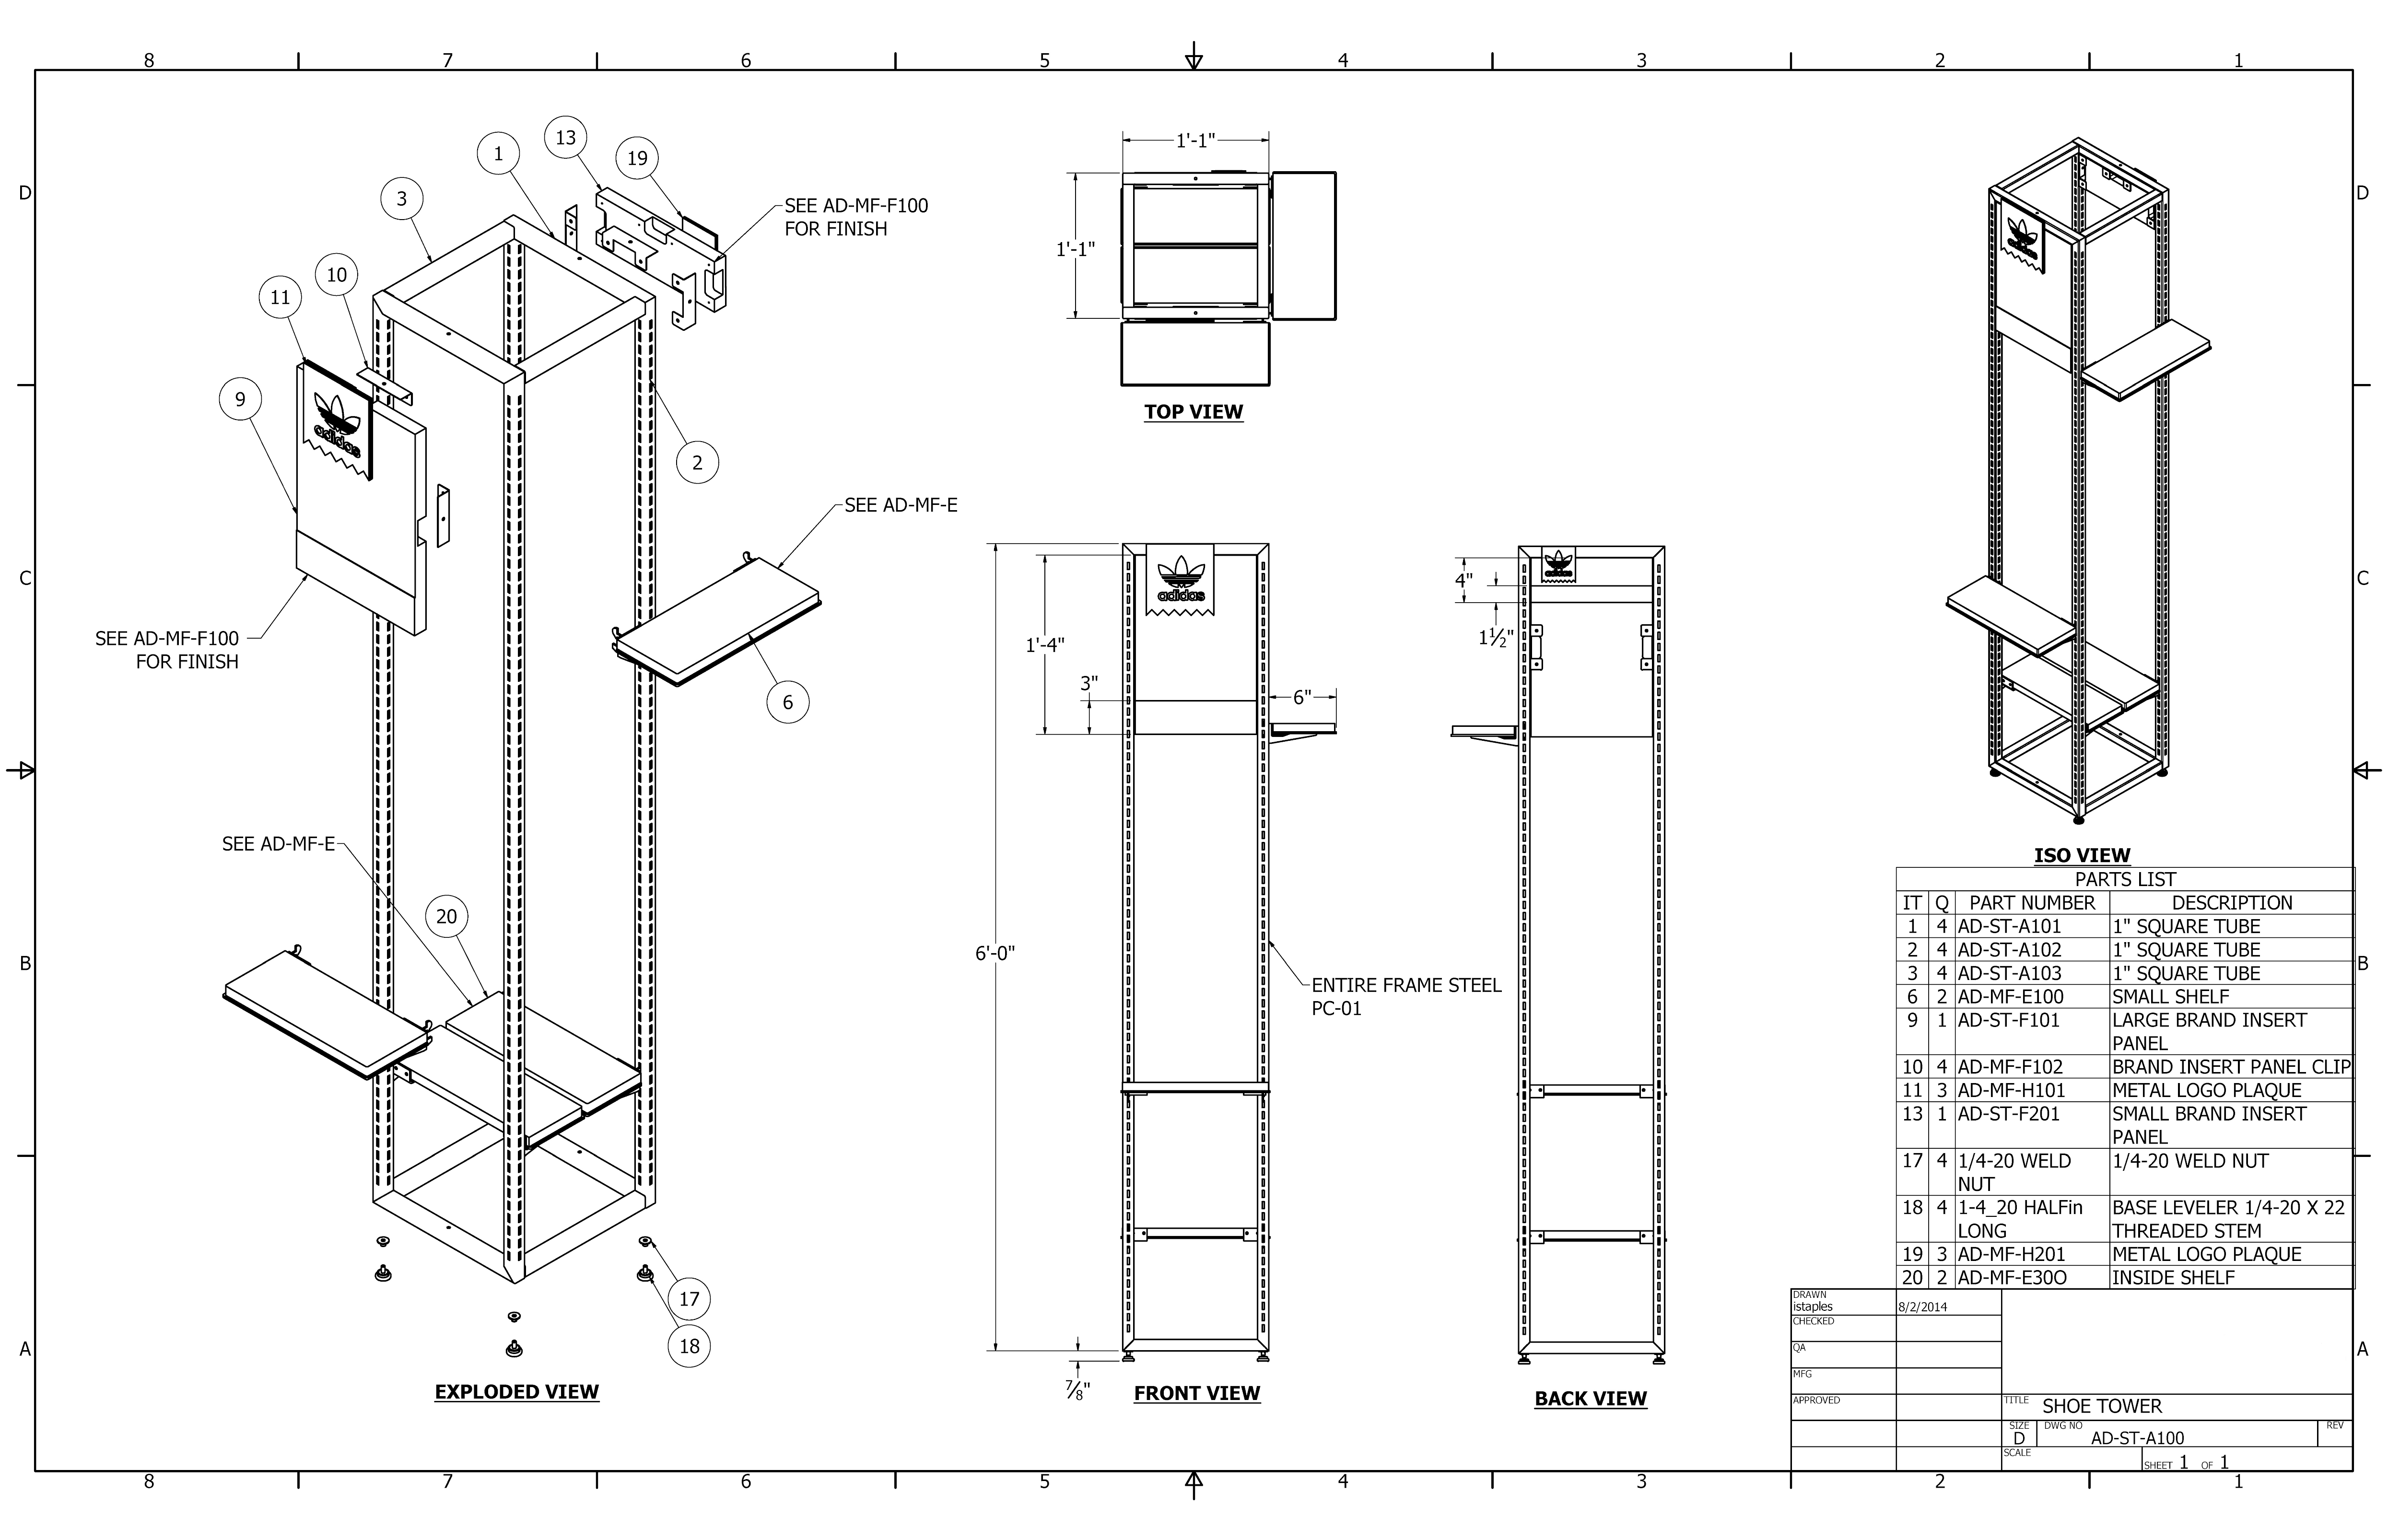 8 7 6 5 4 3 2 1
D
C
B
A
D
C
B
A
13
1
19
3
10
11
9
2
6
20
17
18
SEE AD-MF-F100
FOR FINISH
adidas
SEE AD-MF-E
SEE AD-MF-F100
FOR FINISH
SEE AD-MF-E
EXPLODED VIEW
1'-1"
1'-1"
TOP VIEW
adidas
1'-4"
3"
6"
6'-0"
7/8"
ENTIRE FRAME STEEL
PC-01
FRONT VIEW
adidas
4"
1½"
BACK VIEW
adidas
ISO VIEW
PARTS LIST
IT Q PART NUMBER DESCRIPTION
1 4 AD-ST-A101 1" SQUARE TUBE
2 4 AD-ST-A102 1" SQUARE TUBE
3 4 AD-ST-A103 1" SQUARE TUBE
6 2 AD-MF-E100 SMALL SHELF
9 1 AD-ST-F101 LARGE BRAND INSERT
PANEL
10 4 AD-MF-F102 BRAND INSERT PANEL CLIP
11 3 AD-MF-H101 METAL LOGO PLAQUE
13 1 AD-ST-F201 SMALL BRAND INSERT
PANEL
17 4 1/4-20 WELD 1/4-20 WELD NUT
NUT
18 4 1-4_20 HALFin BASE LEVELER 1/4-20 X 22
LONG THREADED STEM
19 3 AD-MF-H201 METAL LOGO PLAQUE
20 2 AD-MF-E30O INSIDE SHELF
DRAWN
istaples 8/2/2014
CHECKED
QA
MFG
APPROVED
TITLE SHOE TOWER
SIZE DWG NO REV
D AD-ST-A100
SCALE
SHEET 1 OF 1
8 7 6 5 4 3 2 1